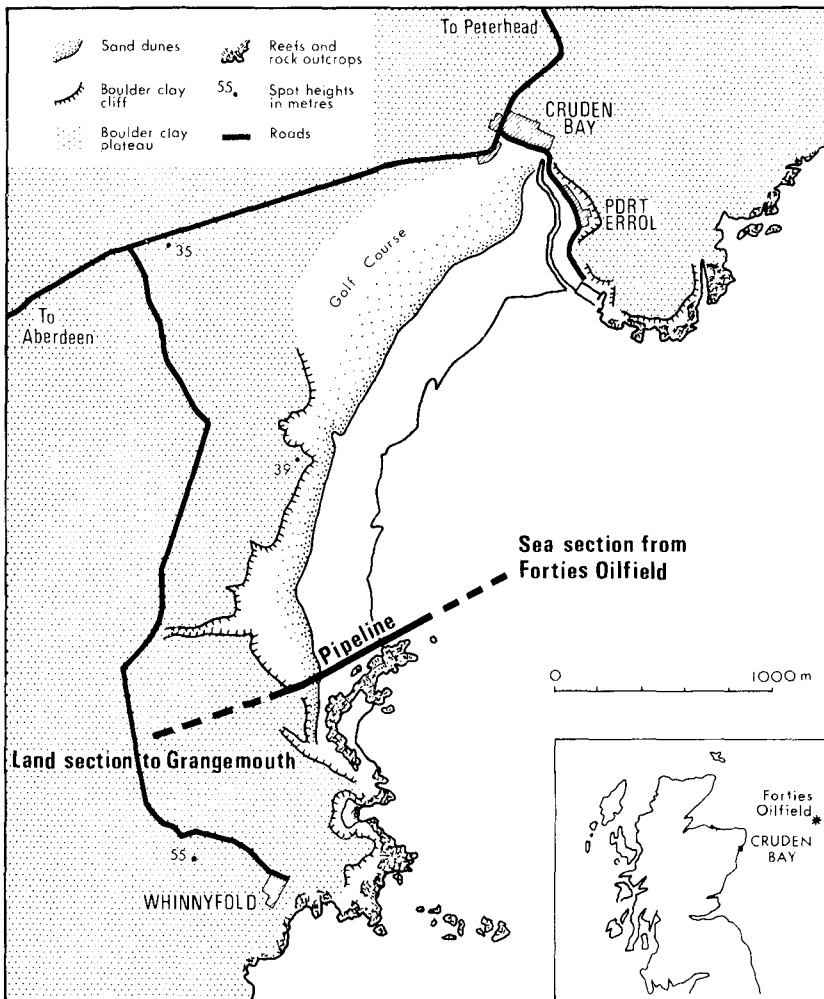 To Peterhead
Sand dunes
Reefs and
rock outcrops
Boulder clay
cliff
55.
Spot heights
in metres
Boulder clay
plateau
Roads
CRUDEN
BAY
PORT
ERROL
Golf Course
35
To
Aberdeen
39
Sea section from
Forties Oilfield
Pipeline
0
1000 m
Land section to Grangemouth
Forties
Oilfield
CRUDEN
BAY
55
WHINNYFOLD